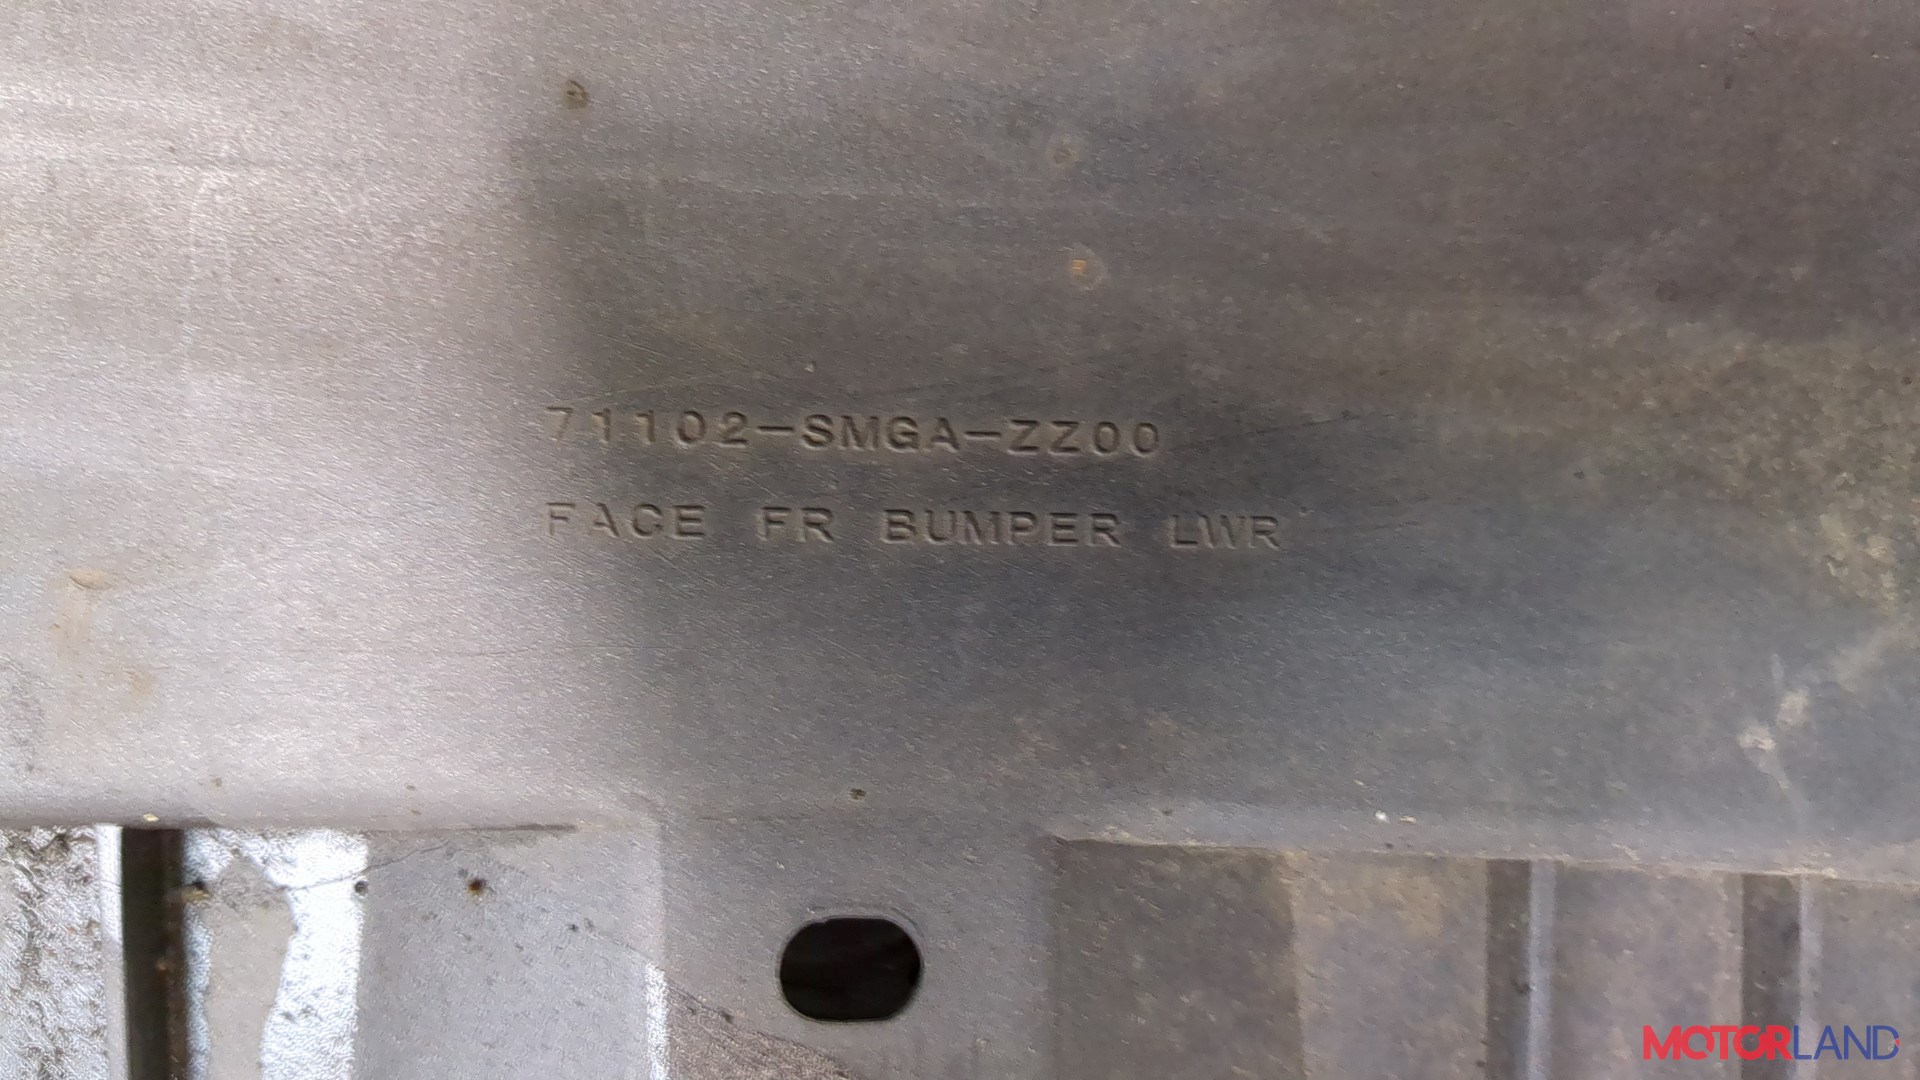 71102-SMGA-ZZ00
FACE FR BUMPER LWR
MOTORLAND